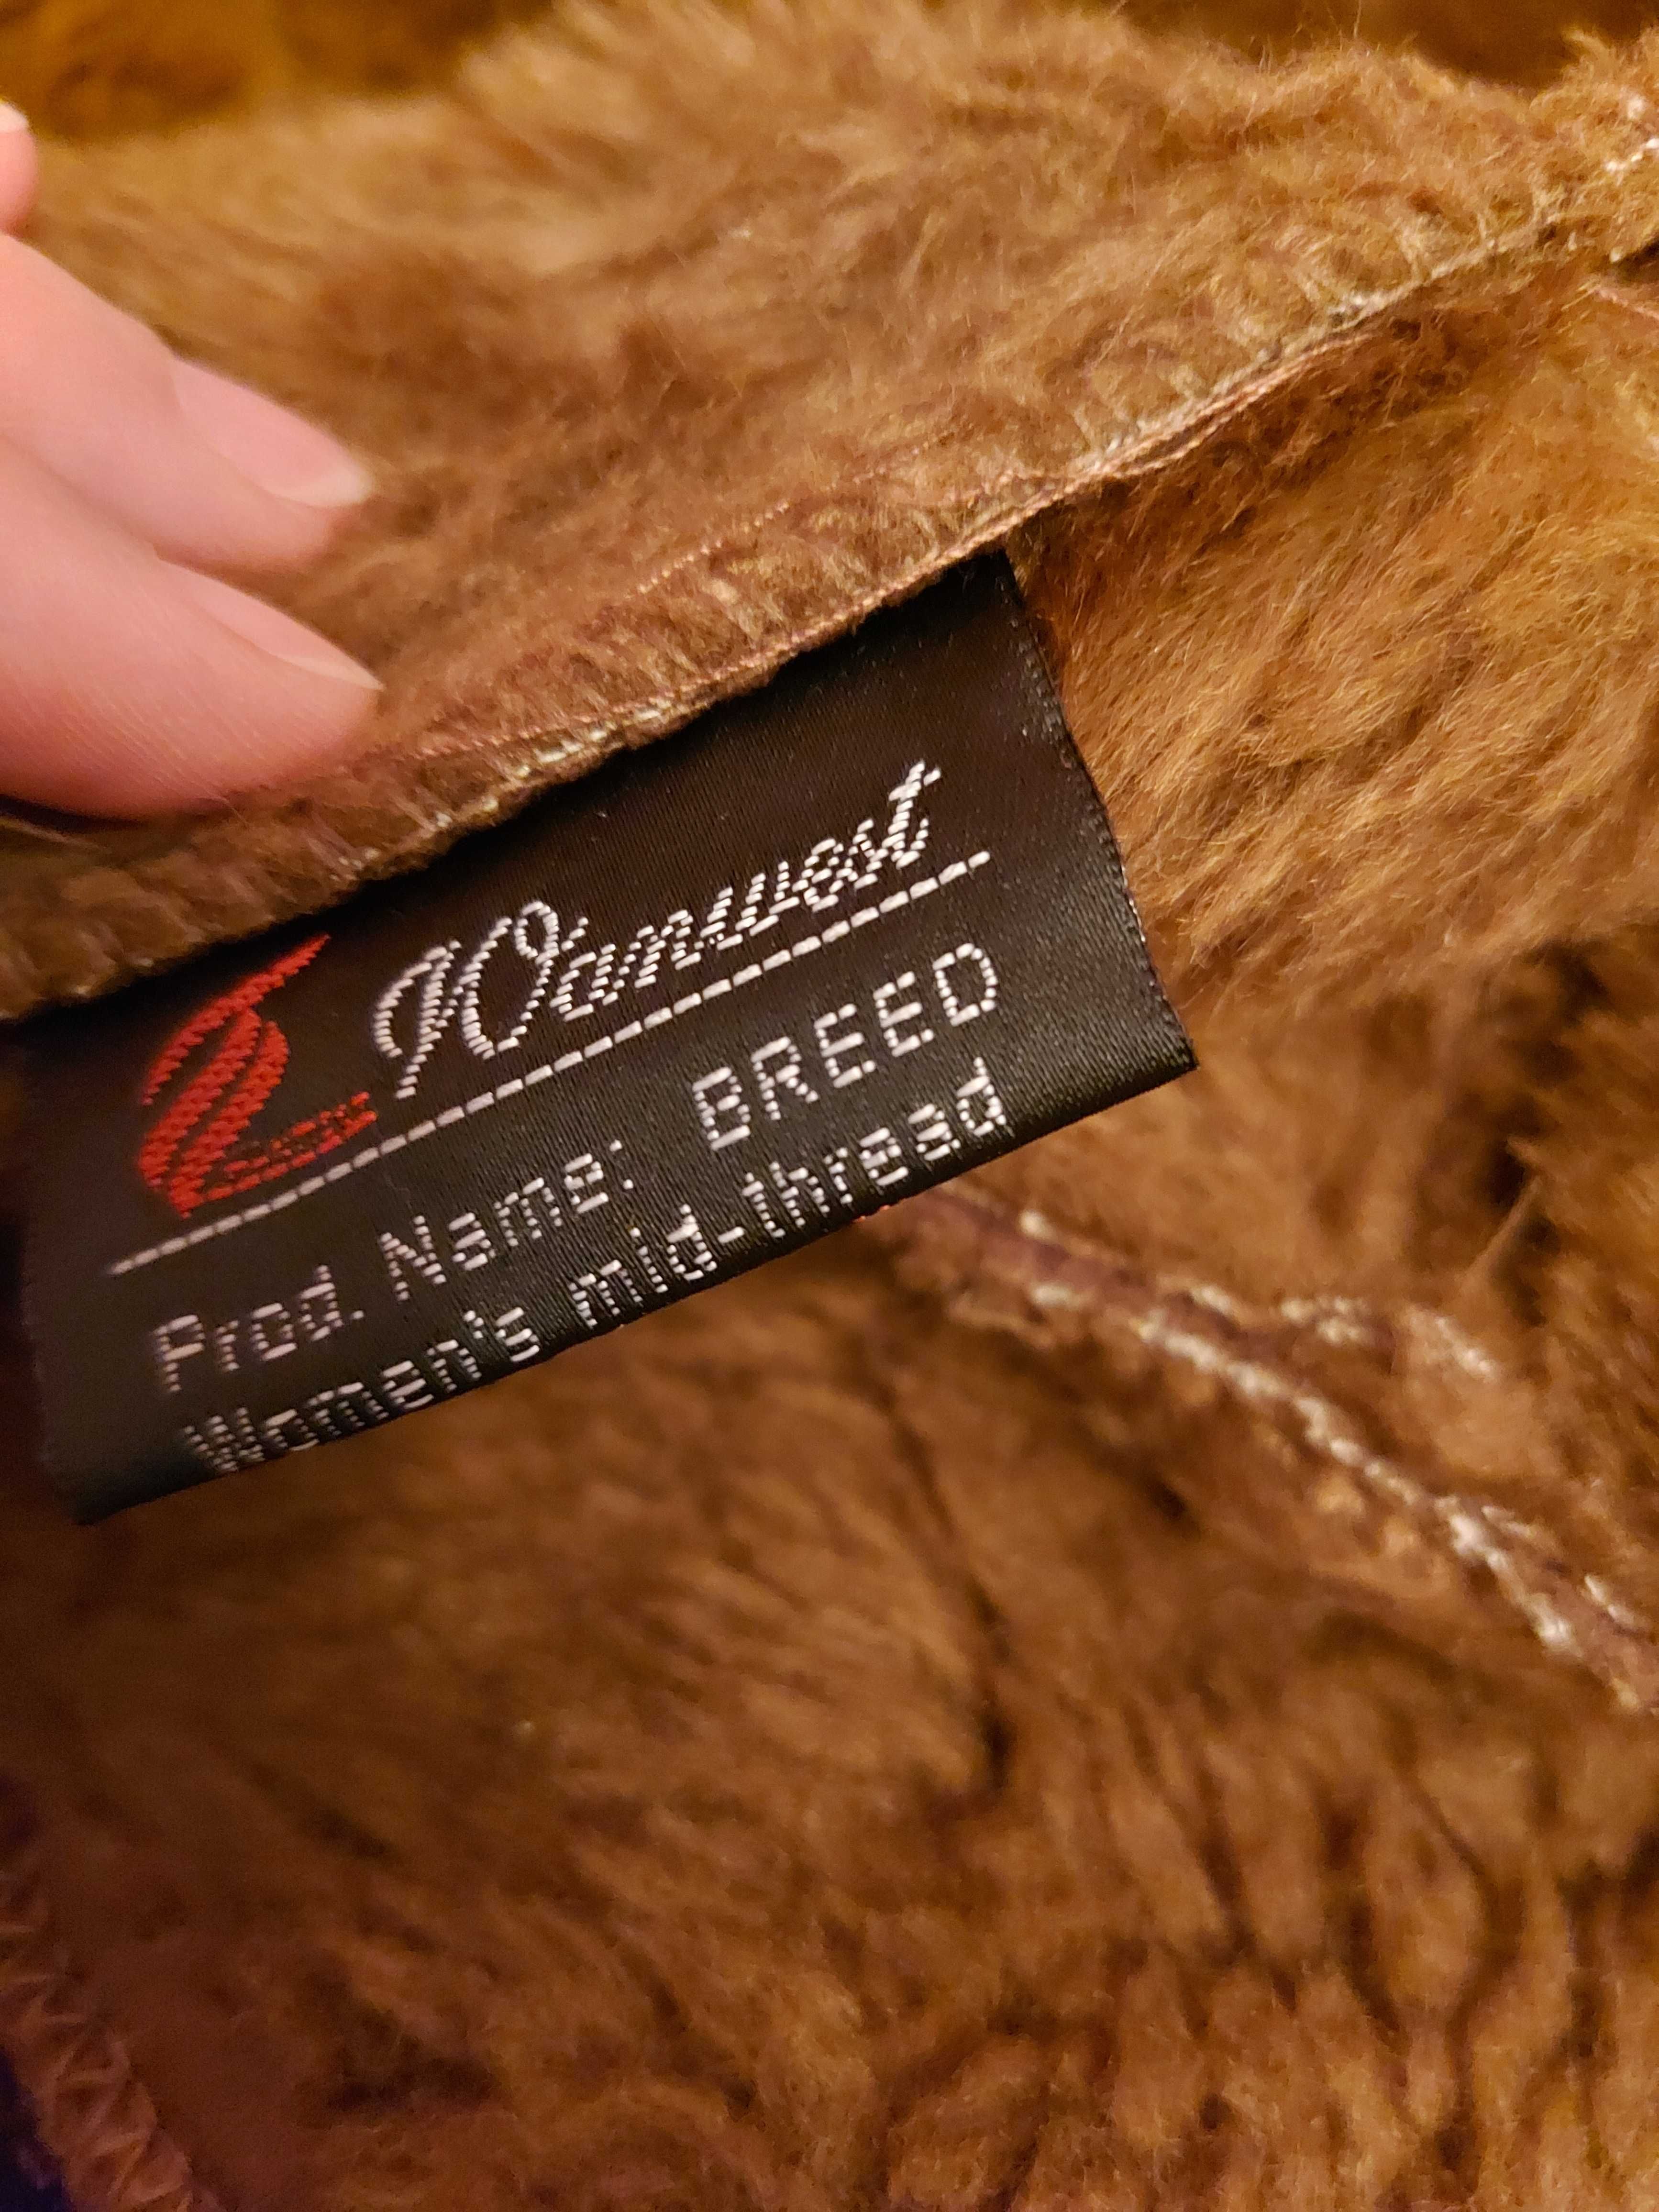 Wanwest
Prod. Name: BREED
Women's mid-thread